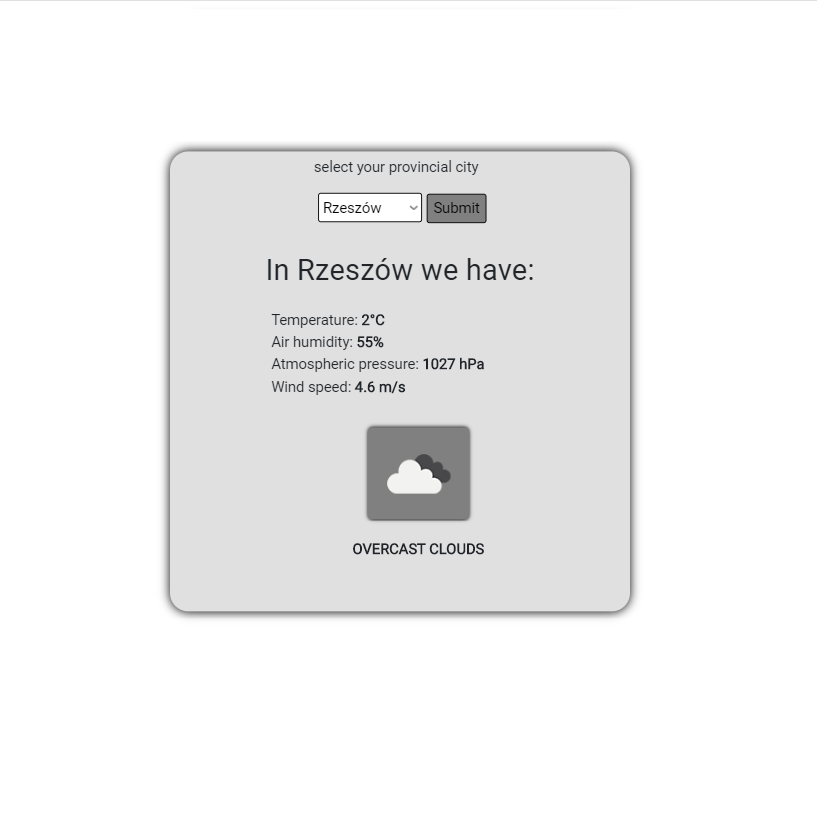 select your provincial city
Rzeszów Submit
In Rzeszów we have:
Temperature: 2°C
Air humidity: 55%
Atmospheric pressure: 1027 hPa
Wind speed: 4.6 m/s
OVERCAST CLOUDS